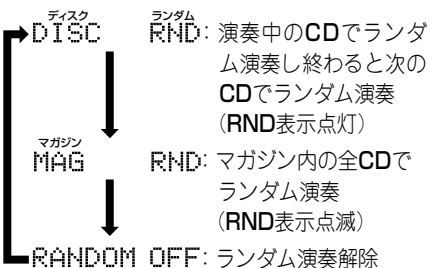 ディスク ランダム
DISC RND: 演奏中のCDでランダ
ム演奏し終わると次の
CDでランダム演奏
(RND表示点灯)
マガジン
MAG RND: マガジン内の全CDで
ランダム演奏
(RND表示点滅)
RANDOM OFF: ランダム演奏解除